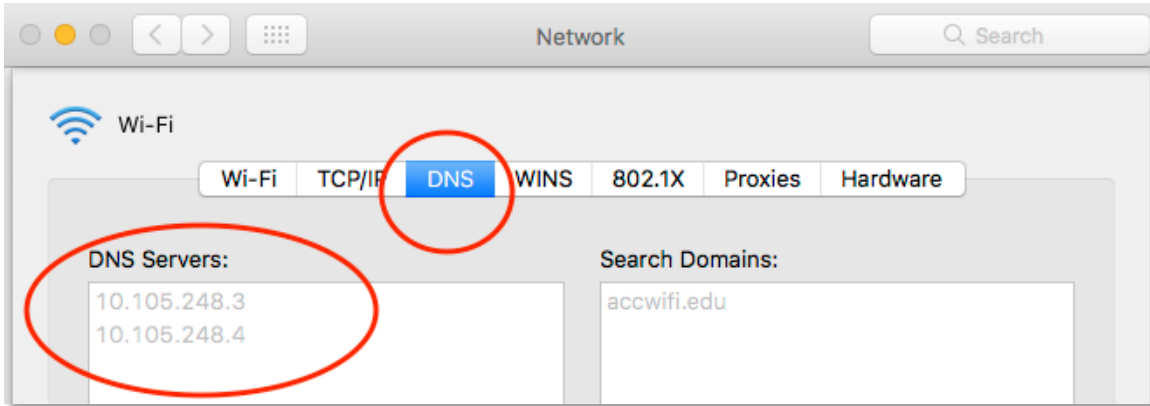 Network
Search
Wi-Fi
Wi-Fi TCP/IP DNS WINS 802.1X Proxies Hardware
DNS Servers:
10.105.248.3
10.105.248.4
Search Domains:
accwifi.edu